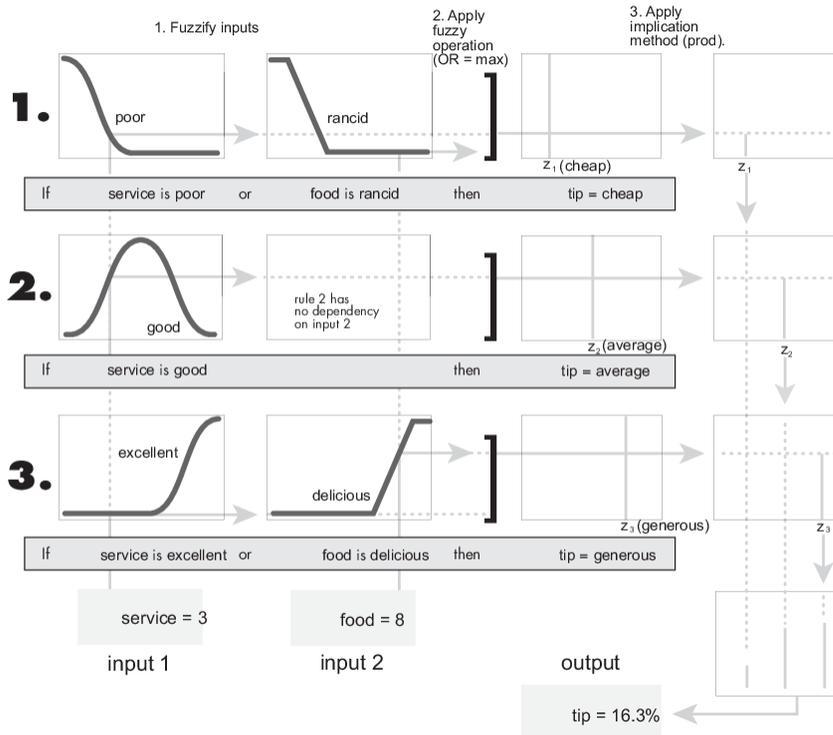 1. Fuzzify inputs
2. Apply
fuzzy
operation
(OR = max)
3. Apply
implication
method (prod).
1.
poor
rancid
z1 (cheap)
z1
If service is poor or food is rancid then tip = cheap
2.
good
rule 2 has
no dependency
on input 2
z2 (average)
z2
If service is good then tip = average
3.
excellent
delicious
z3 (generous)
z3
If service is excellent or food is delicious then tip = generous
service = 3
food = 8
input 1
input 2
output
tip = 16.3%